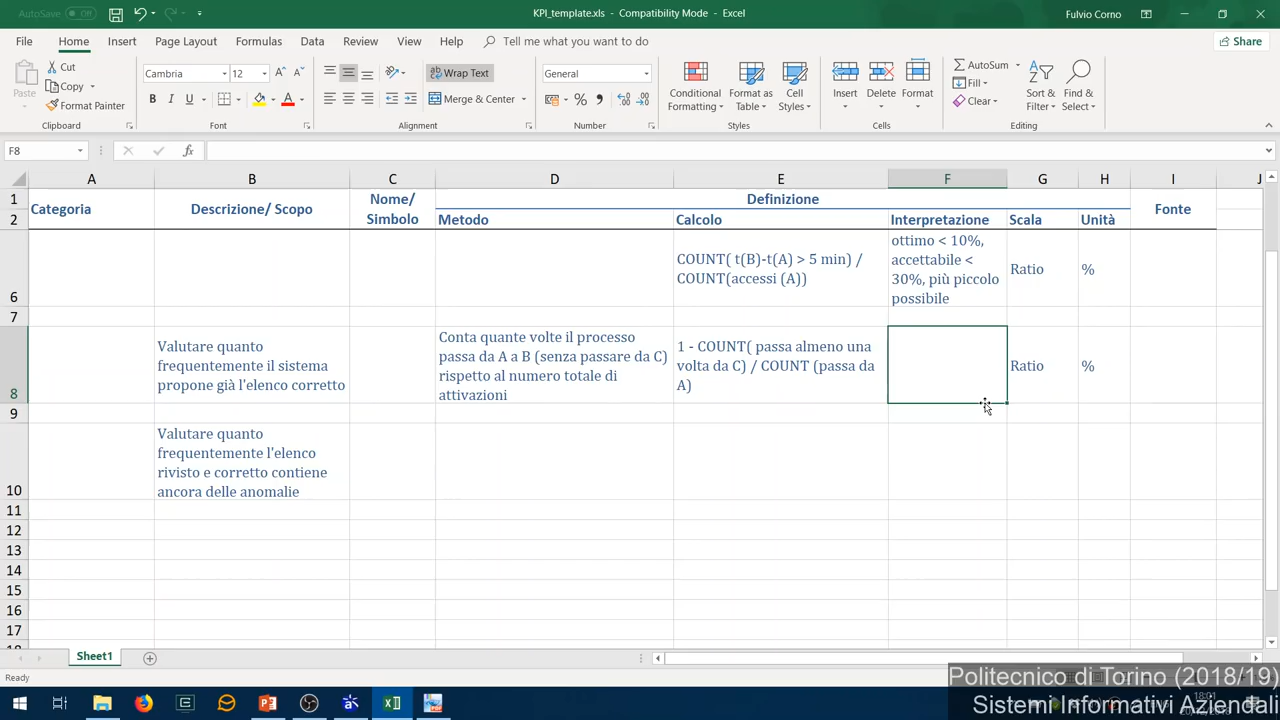 AutoSave Off
KPI_template.xls - Compatibility Mode - Excel
Fulvio Corno
File Home Insert Page Layout Formulas Data Review View Help Tell me what you want to do Share
Paste
Cut
Copy
Format Painter
Clipboard
Cambria 12
B I U
Font
Wrap Text
Merge & Center
Alignment
General
Number
Conditional Formatting
Format as Table
Cell Styles
Styles
Insert Delete Format
Cells
AutoSum
Fill
Clear
Sort & Filter
Find & Select
Editing
F8
fx
A B C D E F G H I J
1
2
Categoria
Descrizione/ Scopo
Nome/
Simbolo
Definizione
Metodo Calcolo Interpretazione Scala Unità
Fonte
6
COUNT( t(B)-t(A) > 5 min) /
COUNT(accessi (A))
ottimo < 10%,
accettabile <
30%, più piccolo
possibile
Ratio
%
7
8
Valutare quanto
frequentemente il sistema
propone già l'elenco corretto
Conta quante volte il processo
passa da A a B (senza passare da C)
rispetto al numero totale di
attivazioni
1 - COUNT( passa almeno una
volta da C) / COUNT (passa da
A)
Ratio
%
9
10
Valutare quanto
frequentemente l'elenco
rivisto e corretto contiene
ancora delle anomalie
11
12
13
14
15
16
17
18
Sheet1
Ready
Politecnico di Torino (2018/19)
Sistemi Informativi Aziendali
18:01